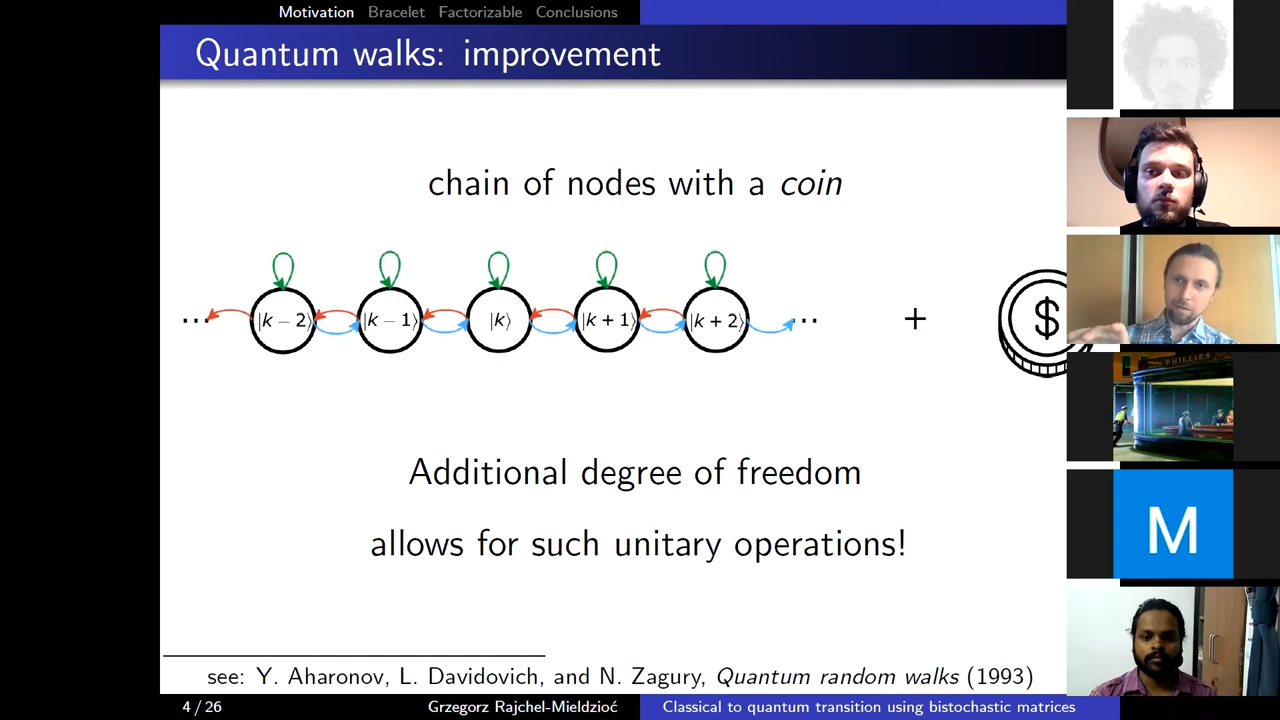 Motivation Bracelet Factorizable Conclusions
Quantum walks: improvement
chain of nodes with a coin
... |k − 2⟩ |k − 1⟩ |k⟩ |k + 1⟩ |k + 2⟩ ... + $
Additional degree of freedom
allows for such unitary operations!
see: Y. Aharonov, L. Davidovich, and N. Zagury, Quantum random walks (1993)
4 / 26 Grzegorz Rajchel-Mieldzioć Classical to quantum transition using bistochastic matrices
PHILLIES
M